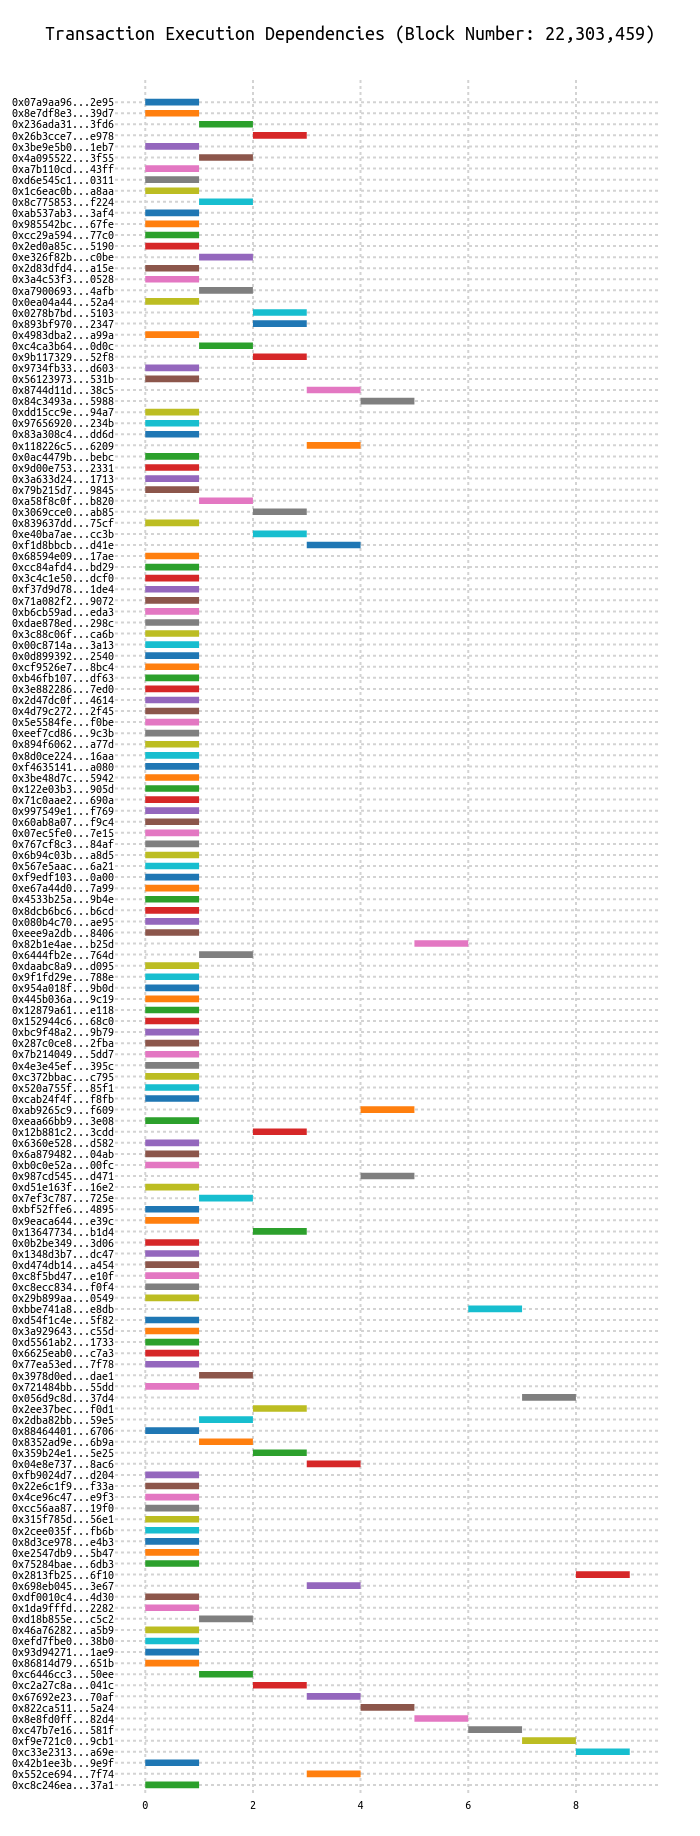 Transaction Execution Dependencies (Block Number: 22,303,459)
0x07a9aa96...2e95
0x8e7df8e3...39d7
0x236ada31...3fd6
0x26b3cce7...e978
0x3be9e5b0...1eb7
0x4a095522...3f55
0xa7b110cd...43ff
0xd6e545c1...0311
0x1c6eac0b...a8aa
0x8c775853...f224
0xab537ab3...3af4
0x985542bc...67fe
0xcc29a594...77c0
0x2ed0a85c...5190
0xe326f82b...c0be
0x2d83dfd4...a15e
0x3a4c53f3...0528
0xa7900693...4afb
0x0ea04a44...52a4
0x0278b7bd...5103
0x893bf970...2347
0x4983dba2...a99a
0xc4ca3b64...0d0c
0x9b117329...52f8
0x9734fb33...d603
0x56123973...531b
0x8744d11d...38c5
0x84c3493a...5988
0xdd15cc9e...94a7
0x97656920...234b
0x83a308c4...dd6d
0x118226c5...6209
0x0ac4479b...bebc
0x9d00e753...2331
0x3a633d24...1713
0x79b215d7...9845
0xa58f8c0f...b820
0x3069cce0...ab85
0x839637dd...75cf
0xe40ba7ae...cc3b
0xf1d8bbcb...d41e
0x68594e09...17ae
0xcc84afd4...bd29
0x3c4c1e50...dcf0
0xf37d9d78...1de4
0x71a082f2...9072
0xb6cb59ad...eda3
0xdae878ed...298c
0x3c88c06f...ca6b
0x00c8714a...3a13
0x0d899392...2540
0xcf9526e7...8bc4
0xb46fb107...df63
0x3e882286...7ed0
0x2d47dc0f...4614
0x4d79c272...2f45
0x5e5584fe...f0be
0xeef7cd86...9c3b
0x894f6062...a77d
0x8d0ce224...16aa
0xf4635141...a080
0x3be48d7c...5942
0x122e03b3...905d
0x71c0aae2...690a
0x997549e1...f769
0x60ab8a07...f9c4
0x07ec5fe0...7e15
0x767cf8c3...84af
0x6b94c03b...a8d5
0x567e5aac...6a21
0xf9edf103...0a00
0xe67a44d0...7a99
0x4533b25a...9b4e
0x8dcb6bc6...b6cd
0x080b4c70...ae95
0xeee9a2db...8406
0x82b1e4ae...b25d
0x6444fb2e...764d
0xdaabc8a9...d095
0x9f1fd29e...788e
0x954a018f...9b0d
0x445b036a...9c19
0x12879a61...e118
0x152944c6...68c0
0xbc9f48a2...9b79
0x287c0ce8...2fba
0x7b214049...5dd7
0x4e3e45ef...395c
0xc372bbac...c795
0x520a755f...85f1
0xcab24f4f...f8fb
0xab9265c9...f609
0xeaa66bb9...3e08
0x12b881c2...3cdd
0x6360e528...d582
0x6a879482...04ab
0xb0c0e52a...00fc
0x987cd545...d471
0xd51e163f...16e2
0x7ef3c787...725e
0xbf52ffe6...4895
0x9eaca644...e39c
0x13647734...b1d4
0x0b2be349...3d06
0x1348d3b7...dc47
0xd474db14...a454
0xc8f5bd47...e10f
0xc8ecc834...f0f4
0x29b899aa...0549
0xbbe741a8...e8db
0xd54f1c4e...5f82
0x3a929643...c55d
0xd5561ab2...1733
0x6625eab0...c7a3
0x77ea53ed...7f78
0x3978d0ed...dae1
0x721484bb...55dd
0x056d9c8d...37d4
0x2ee37bec...f0d1
0x2dba82bb...59e5
0x88464401...6706
0x8352ad9e...6b9a
0x359b24e1...5e25
0x04e8e737...8ac6
0xfb9024d7...d204
0x22e6c1f9...f33a
0x4ce96c47...e9f3
0xcc56aa87...19f0
0x315f785d...56e1
0x2cee035f...fb6b
0x8d3ce978...e4b3
0xe2547db9...5b47
0x75284bae...6db3
0x2813fb25...6f10
0x698eb045...3e67
0xdf0010c4...4d30
0x1da9fffd...2282
0xd18b855e...c5c2
0x46a76282...a5b9
0xefd7fbe0...38b0
0x93d94271...1ae9
0x86814d79...651b
0xc6446cc3...50ee
0xc2a27c8a...041c
0x67692e23...70af
0x822ca511...5a24
0x8e8fd0ff...82d4
0xc47b7e16...581f
0xf9e721c0...9cb1
0xc33e2313...a69e
0x42b1ee3b...9e9f
0x552ce694...7f74
0xc8c246ea...37a1
0 2 4 6 8